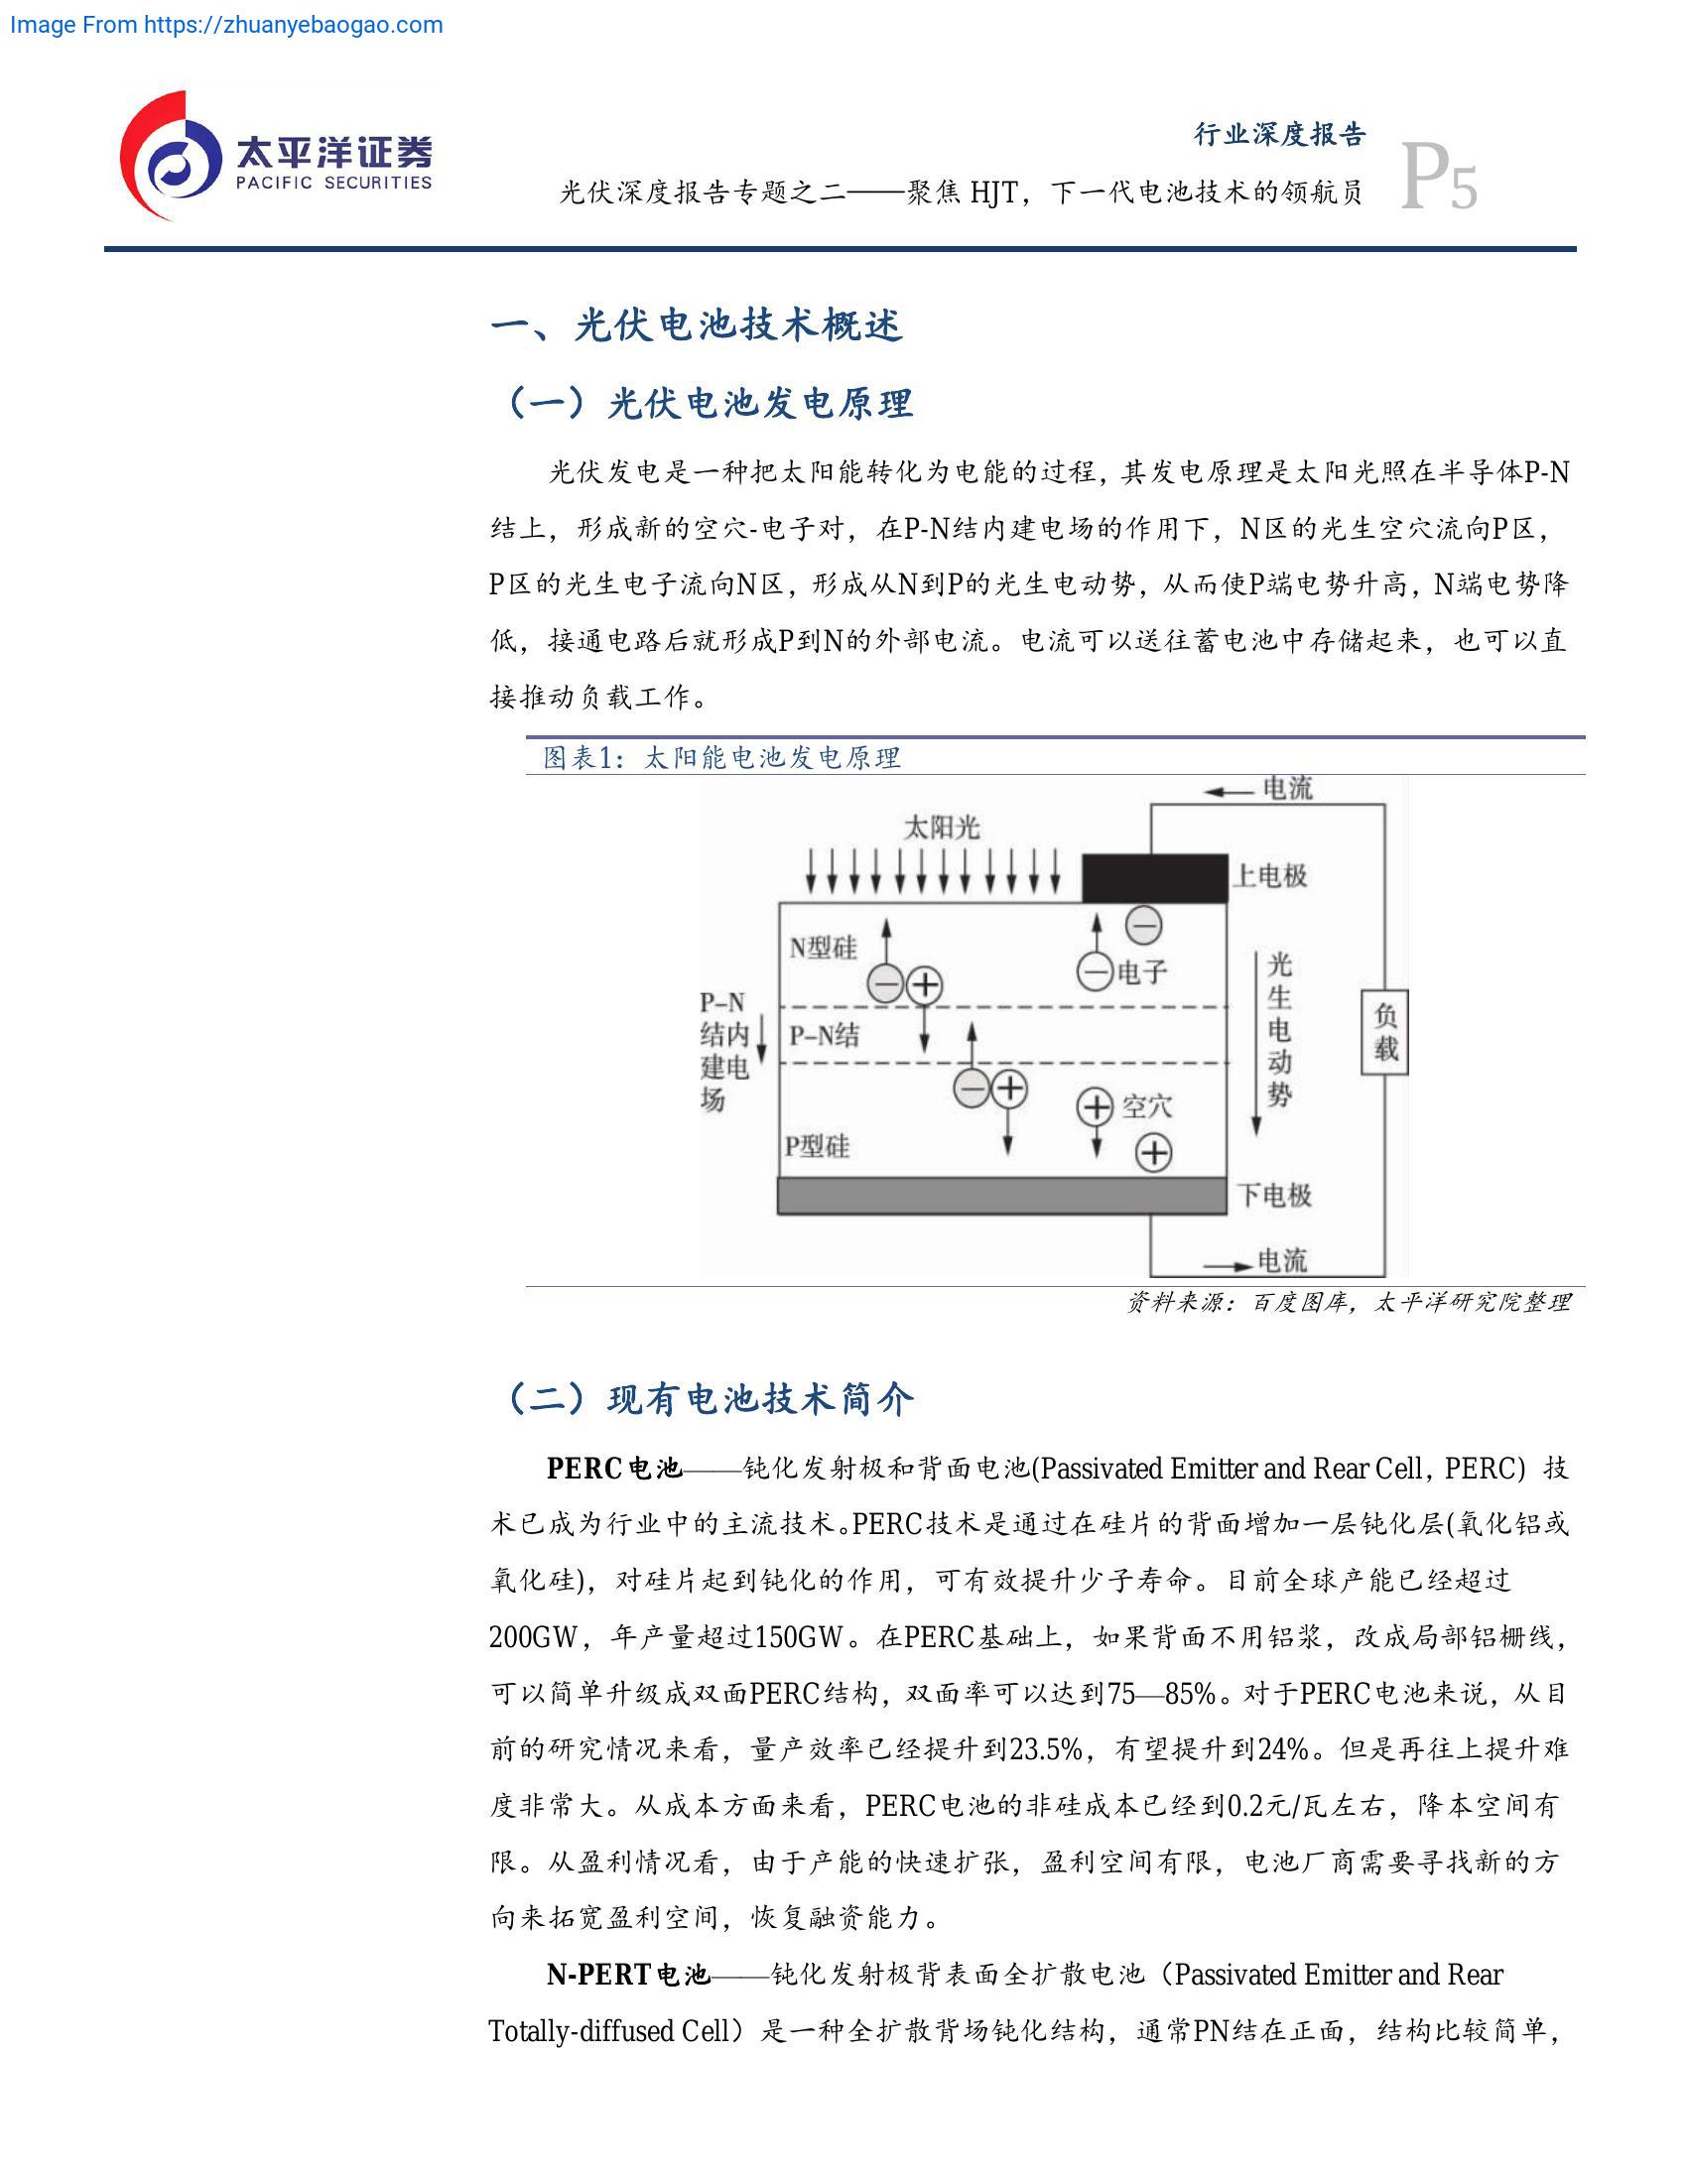 Image From https://zhuanyebaogao.com
太平洋证券
PACIFIC SECURITIES
行业深度报告
光伏深度报告专题之二——聚焦 HJT，下一代电池技术的领航员
P5
一、光伏电池技术概述
（一）光伏电池发电原理
光伏发电是一种把太阳能转化为电能的过程，其发电原理是太阳光照在半导体P-N
结上，形成新的空穴-电子对，在P-N结内建电场的作用下，N区的光生空穴流向P区，
P区的光生电子流向N区，形成从N到P的光生电动势，从而使P端电势升高，N端电势降
低，接通电路后就形成P到N的外部电流。电流可以送往蓄电池中存储起来，也可以直
接推动负载工作。
图表1：太阳能电池发电原理
电流
太阳光
上电极
N型硅
电子
P-N
结内
建电
场
P-N结
光
生
电
动
势
负
载
空穴
P型硅
下电极
电流
资料来源：百度图库，太平洋研究院整理
（二）现有电池技术简介
PERC电池——钝化发射极和背面电池(Passivated Emitter and Rear Cell，PERC）技
术已成为行业中的主流技术。PERC技术是通过在硅片的背面增加一层钝化层(氧化铝或
氧化硅)，对硅片起到钝化的作用，可有效提升少子寿命。目前全球产能已经超过
200GW，年产量超过150GW。在PERC基础上，如果背面不用铝浆，改成局部铝栅线，
可以简单升级成双面PERC结构，双面率可以达到75—85%。对于PERC电池来说，从目
前的研究情况来看，量产效率已经提升到23.5%，有望提升到24%。但是再往上提升难
度非常大。从成本方面来看，PERC电池的非硅成本已经到0.2元/瓦左右，降本空间有
限。从盈利情况看，由于产能的快速扩张，盈利空间有限，电池厂商需要寻找新的方
向来拓宽盈利空间，恢复融资能力。
N-PERT电池——钝化发射极背表面全扩散电池（Passivated Emitter and Rear
Totally-diffused Cell）是一种全扩散背场钝化结构，通常PN结在正面，结构比较简单，